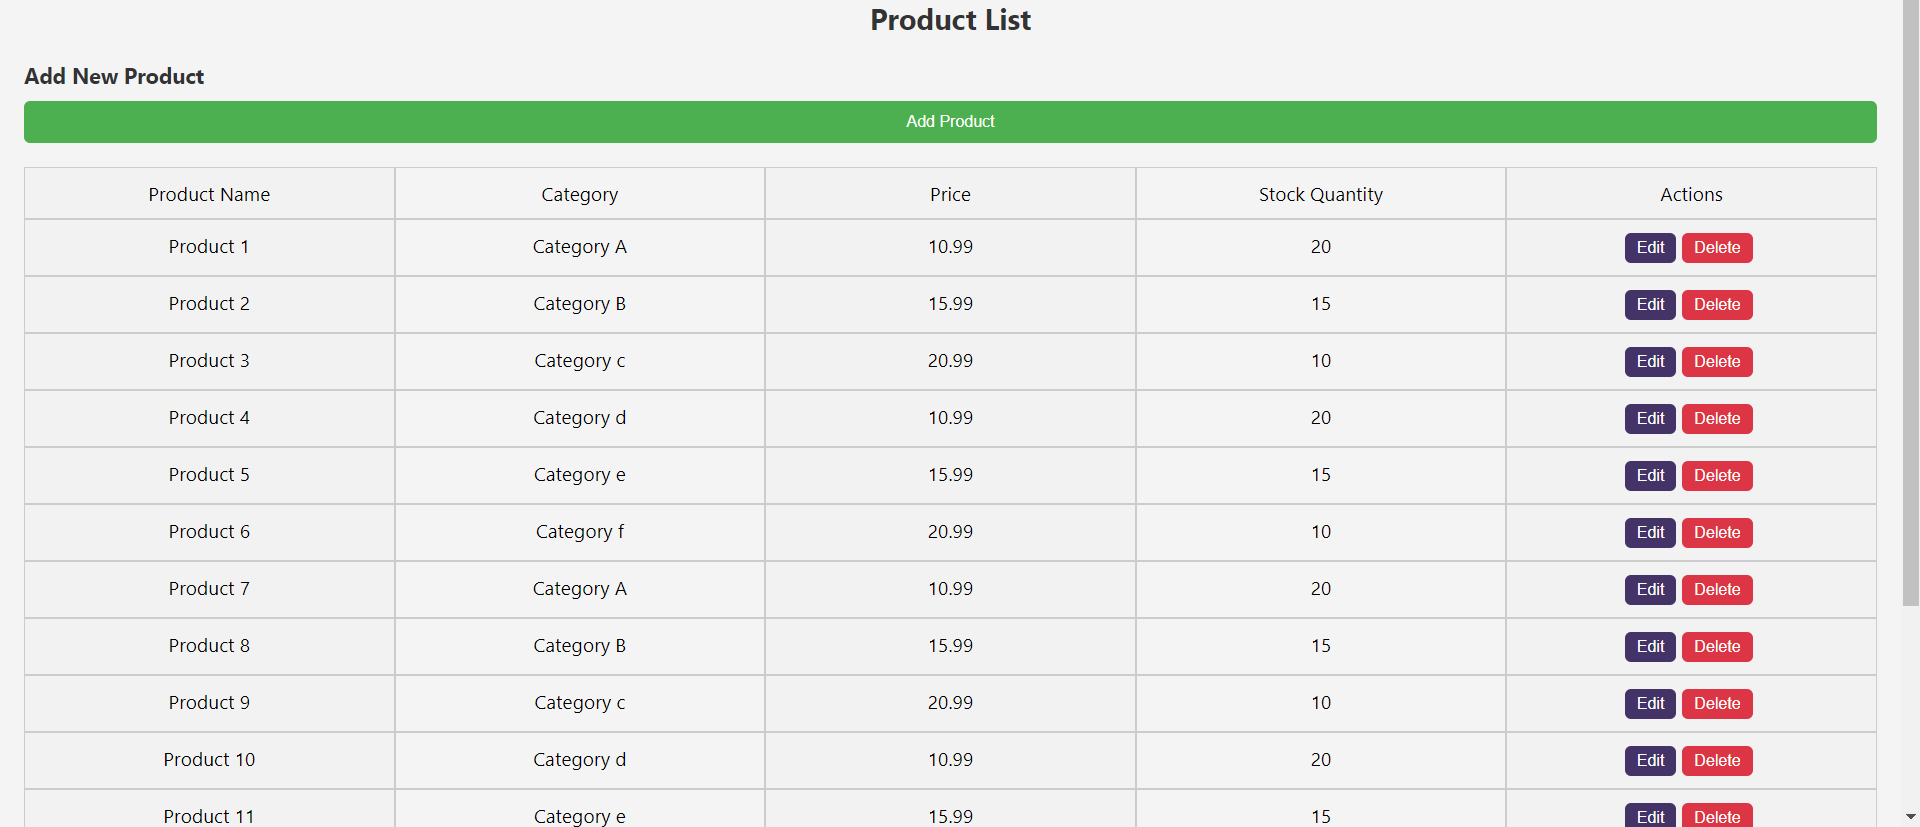 Product List
Add New Product
Add Product
Product Name Category Price Stock Quantity Actions
Product 1 Category A 10.99 20 Edit Delete
Product 2 Category B 15.99 15 Edit Delete
Product 3 Category c 20.99 10 Edit Delete
Product 4 Category d 10.99 20 Edit Delete
Product 5 Category e 15.99 15 Edit Delete
Product 6 Category f 20.99 10 Edit Delete
Product 7 Category A 10.99 20 Edit Delete
Product 8 Category B 15.99 15 Edit Delete
Product 9 Category c 20.99 10 Edit Delete
Product 10 Category d 10.99 20 Edit Delete
Product 11 Category e 15.99 15 Edit Delete